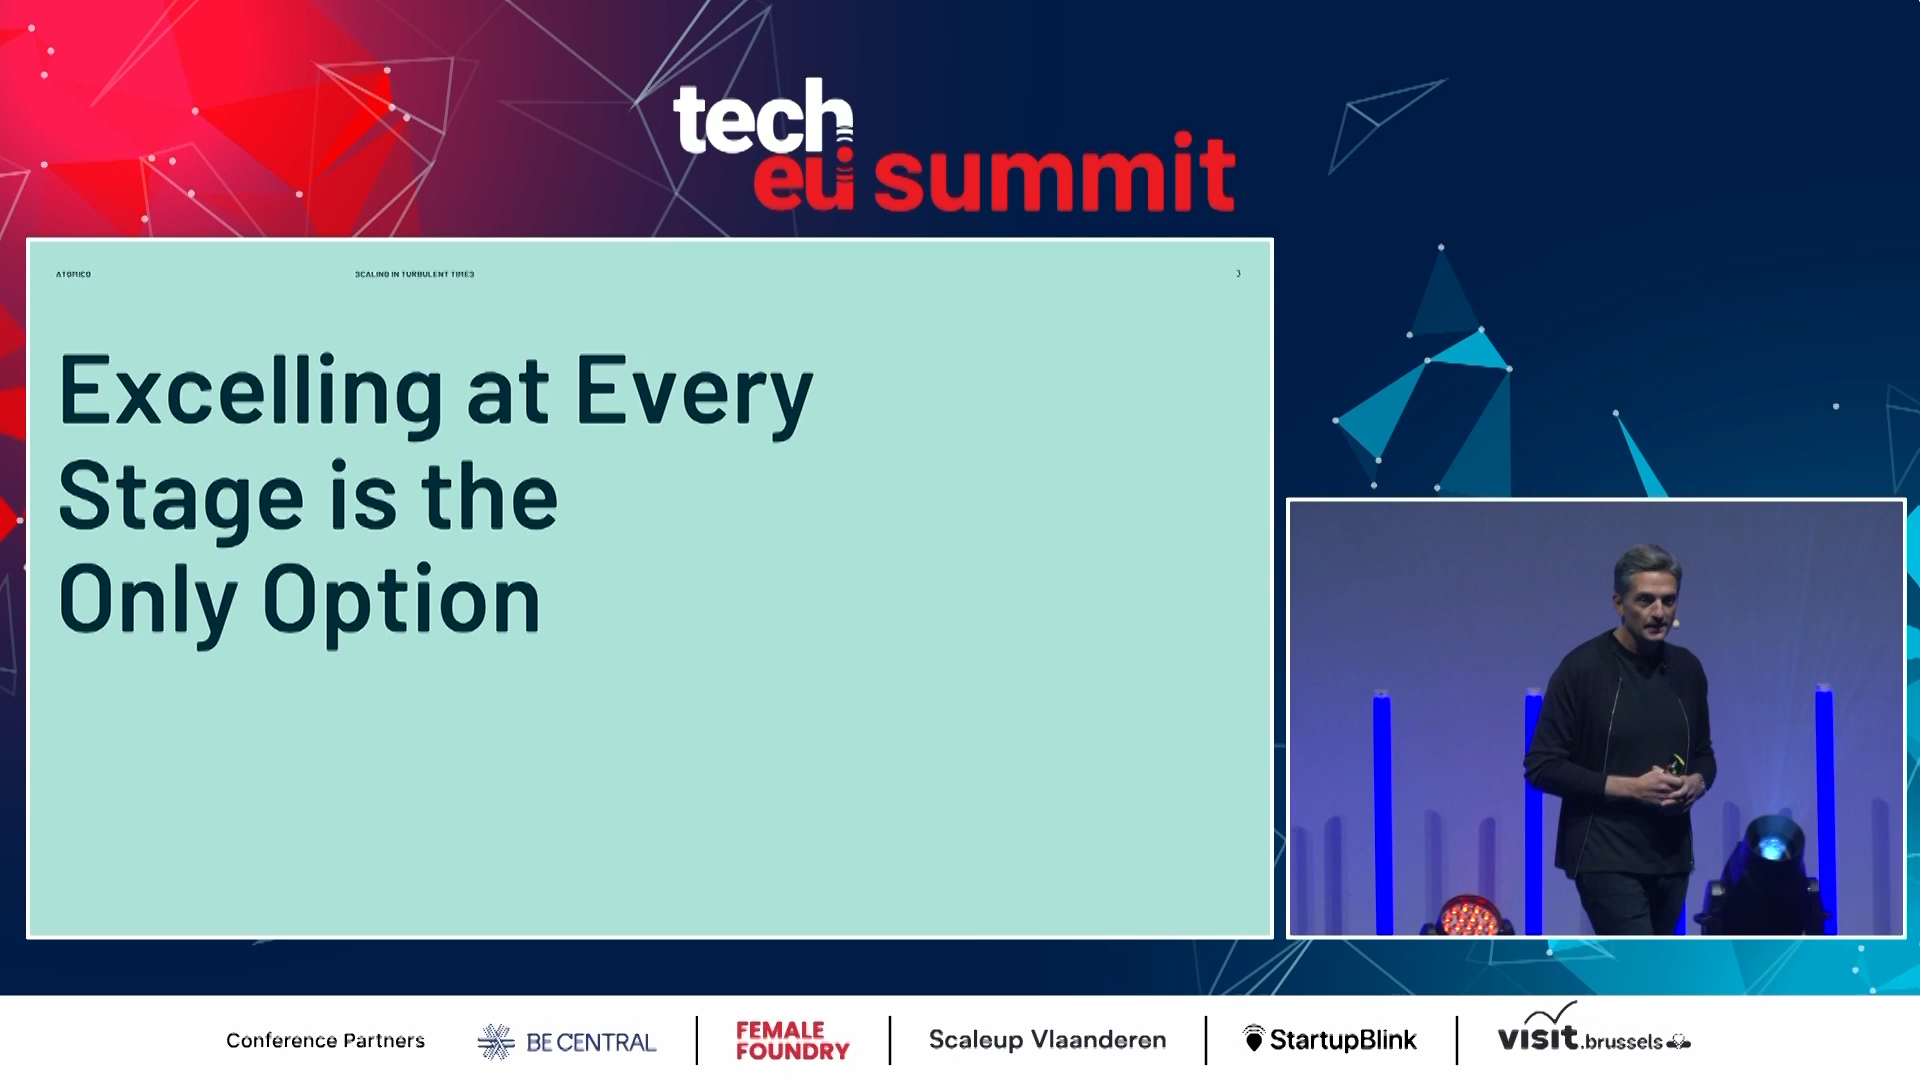 tech
eu summit
ATOMICO SCALING IN TURBULENT TIMES 3
Excelling at Every
Stage is the
Only Option
Conference Partners BE CENTRAL FEMALE FOUNDRY Scaleup Vlaanderen StartupBlink visit.brussels